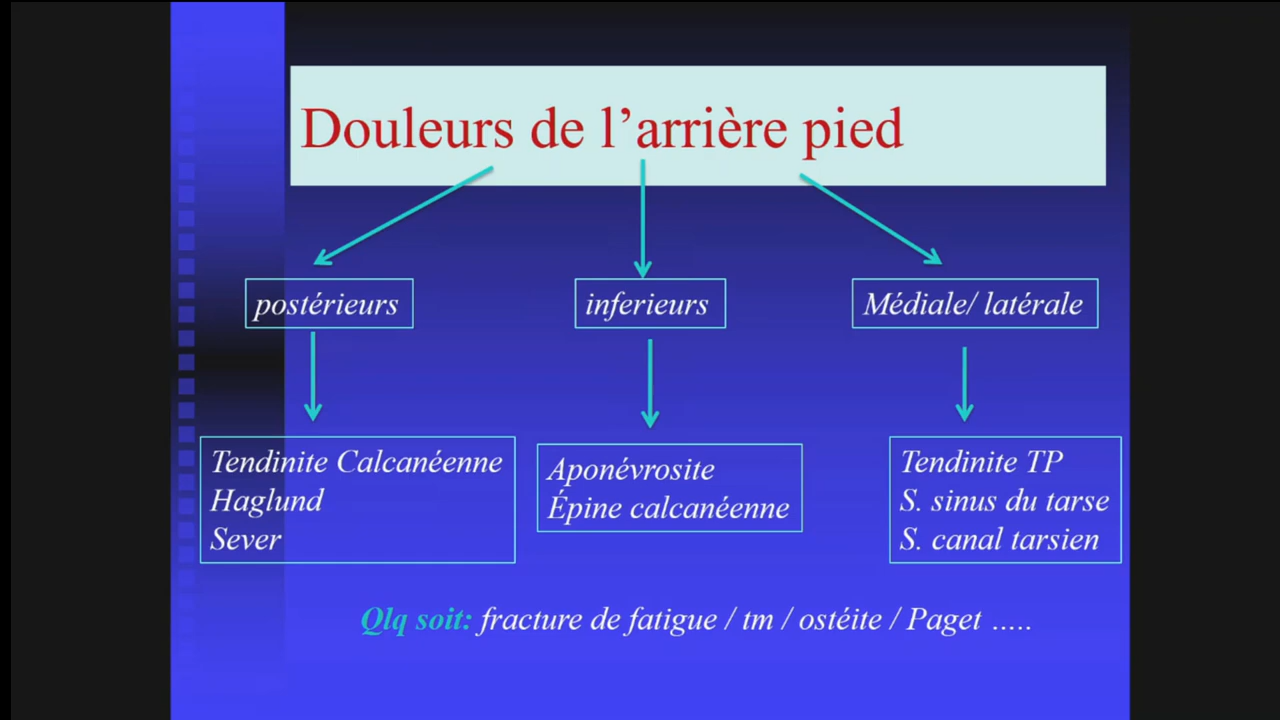 Douleurs de l’arrière pied
postérieurs
inferieurs
Médiale/ latérale
Tendinite Calcanéenne
Haglund
Sever
Aponévrosite
Épine calcanéenne
Tendinite TP
S. sinus du tarse
S. canal tarsien
Qlq soit: fracture de fatigue / tm / ostéite / Paget .....